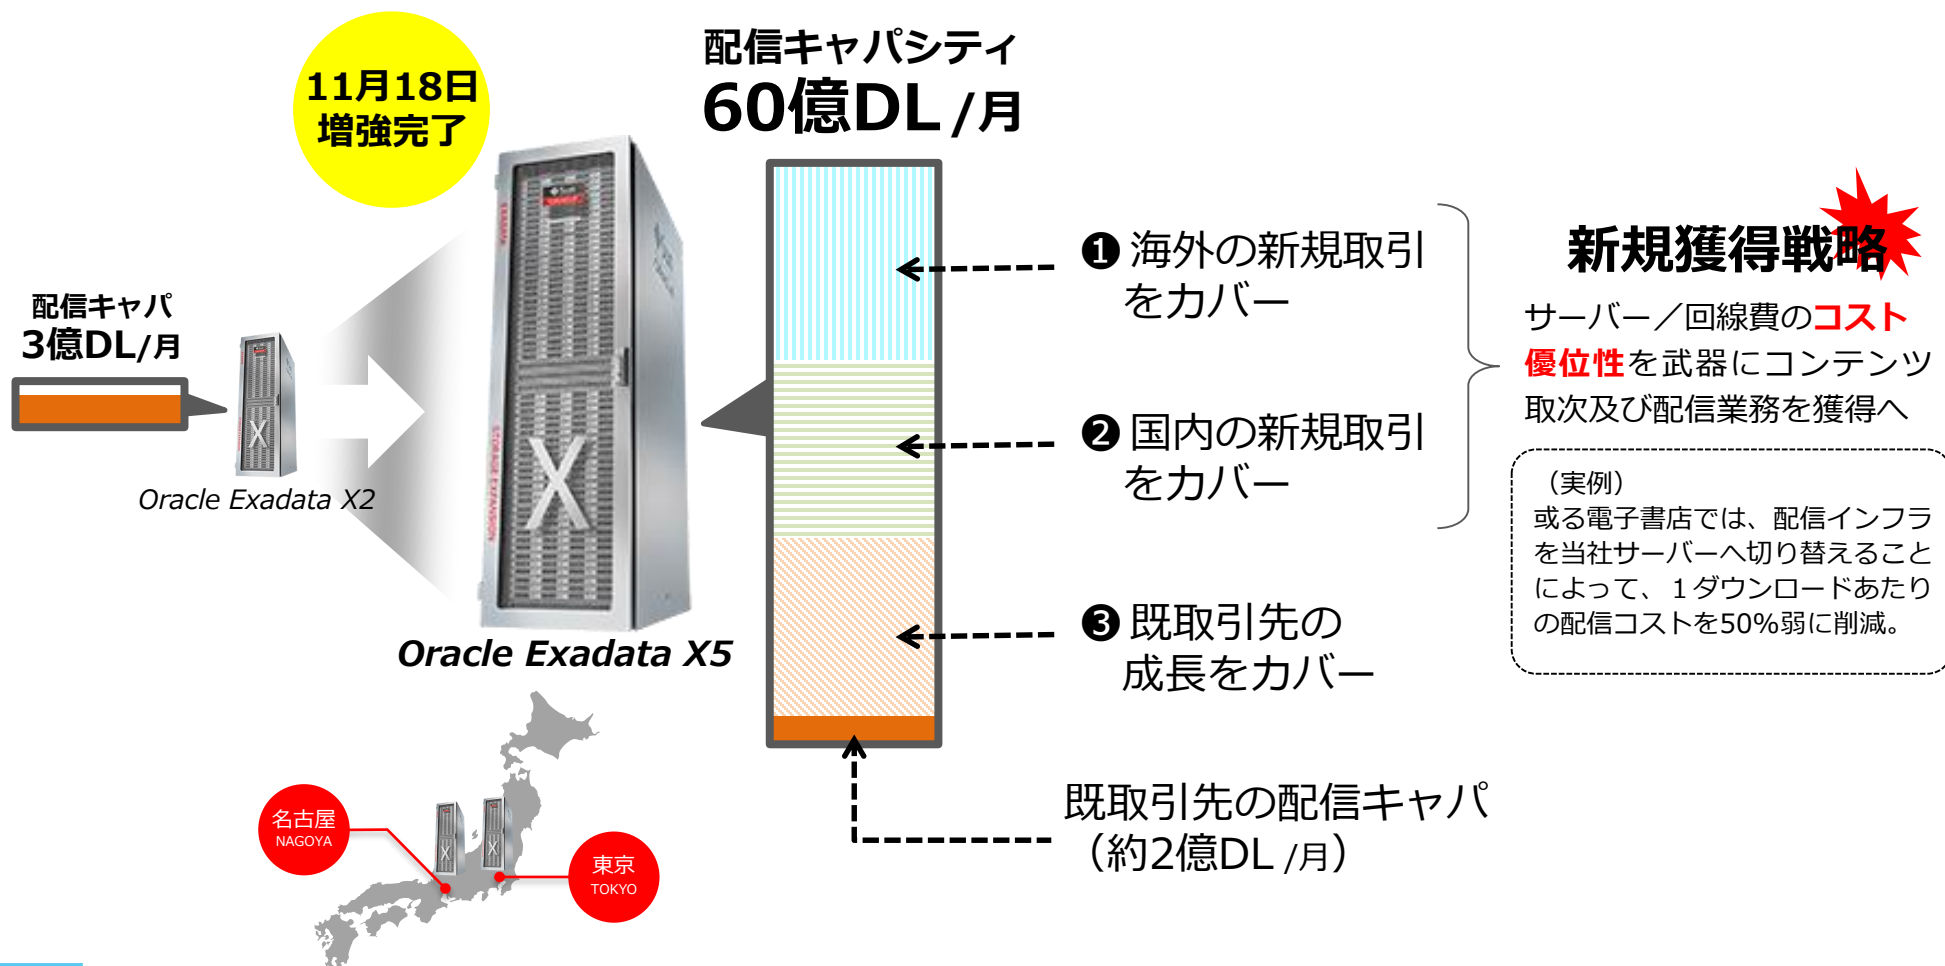 11月18日
増強完了
配信キャパシティ
60億DL/月
配信キャパ
3億DL/月
Oracle Exadata X2
X
X
Oracle Exadata X5
❶海外の新規取引
をカバー
❷国内の新規取引
をカバー
❸既取引先の
成長をカバー
既取引先の配信キャパ
（約2億DL /月）
新規獲得戦略
サーバー／回線費のコスト
優位性を武器にコンテンツ
取次及び配信業務を獲得へ
（実例）
或る電子書店では、配信インフラ
を当社サーバーへ切り替えること
によって、１ダウンロードあたり
の配信コストを50%弱に削減。
名古屋
NAGOYA
X
X
東京
TOKYO